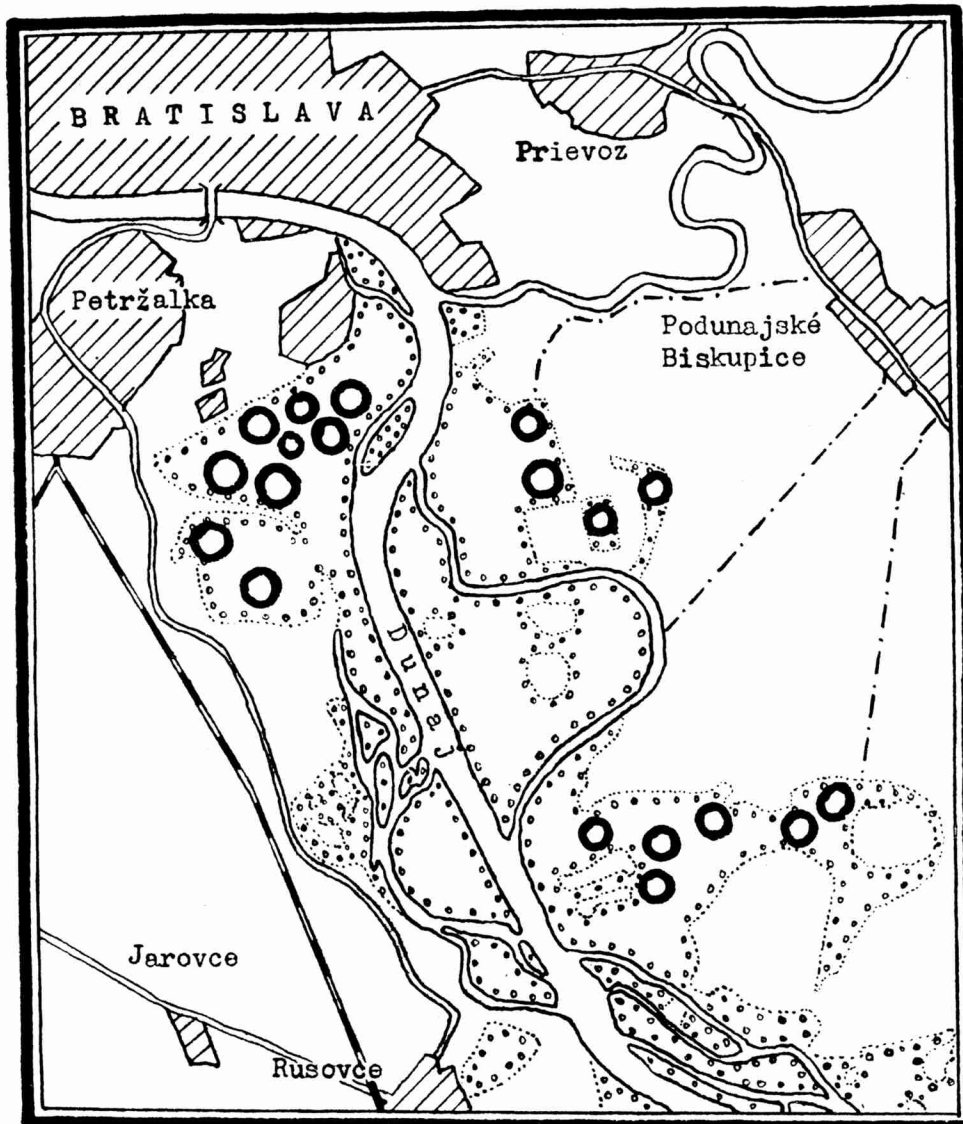 BRATISLAVA
Prievoz
Petržalka
Podunajské
Biskupice
Dunaj
Jarovce
Rusovce